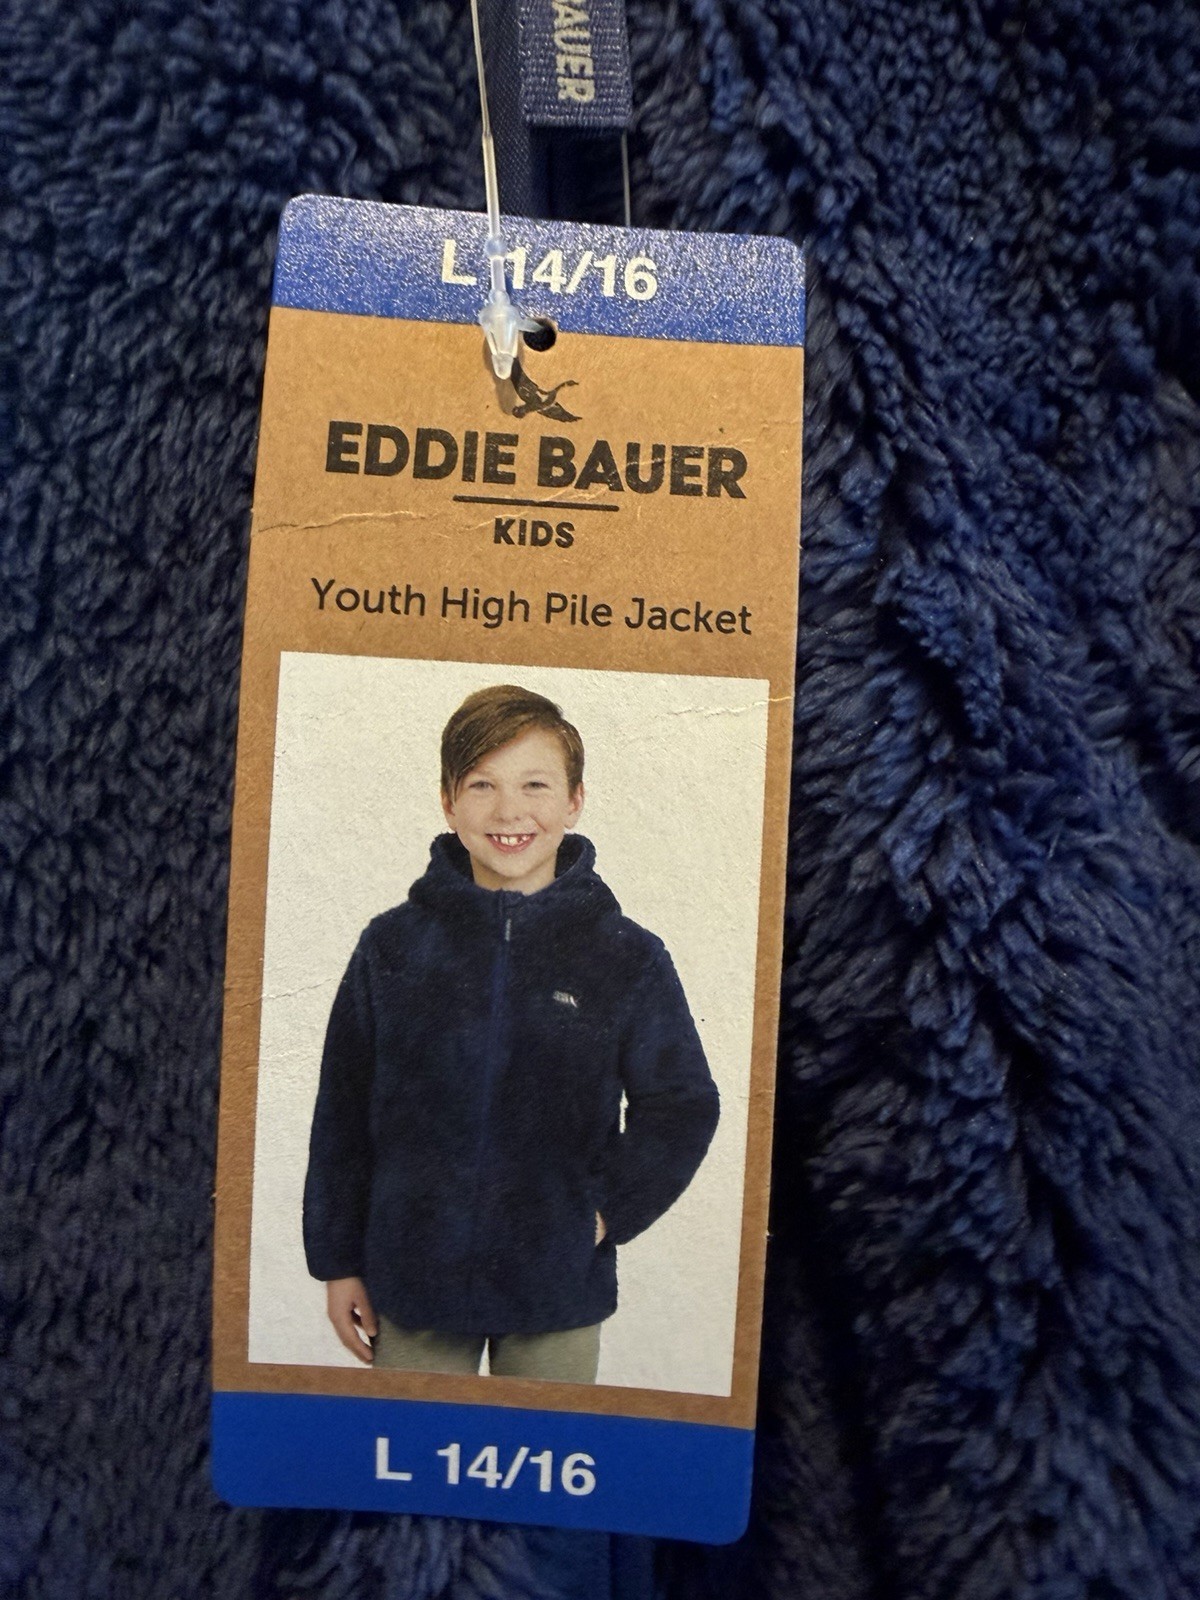 BAUER
L 14/16
EDDIE BAUER
KIDS
Youth High Pile Jacket
L 14/16